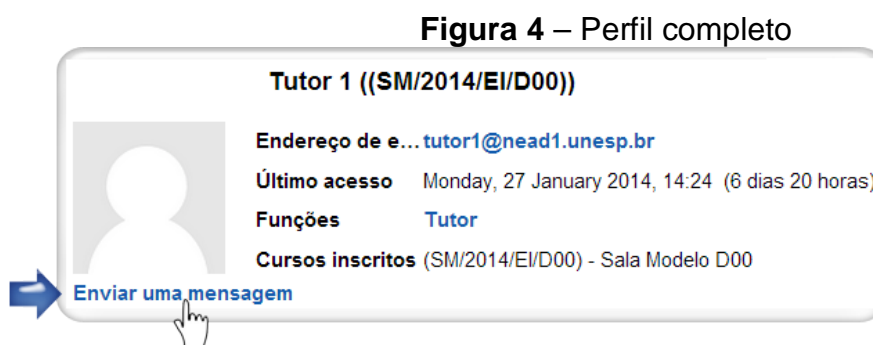 Figura 4 – Perfil completo
Tutor 1 ((SM/2014/EI/D00))
Endereço de e... tutor1@nead1.unesp.br
Último acesso Monday, 27 January 2014, 14:24 (6 dias 20 horas)
Funções Tutor
Cursos inscritos (SM/2014/EI/D00) - Sala Modelo D00
Enviar uma mensagem